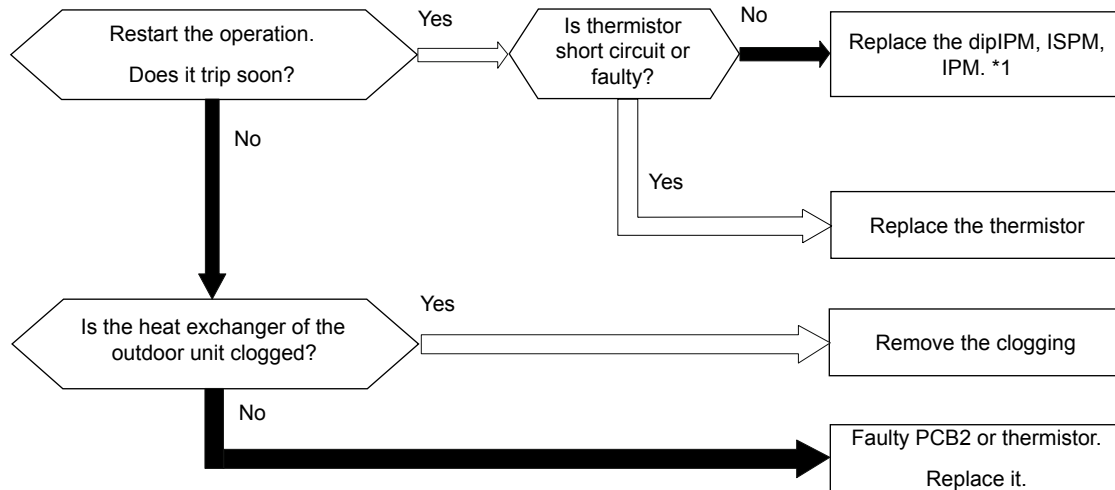 Restart the operation.
Does it trip soon?
Yes
Is thermistor
short circuit or
faulty?
No
Replace the dipIPM, ISPM,
IPM. *1
No
Yes
Replace the thermistor
Is the heat exchanger of the
outdoor unit clogged?
Yes
Remove the clogging
No
Faulty PCB2 or thermistor.
Replace it.